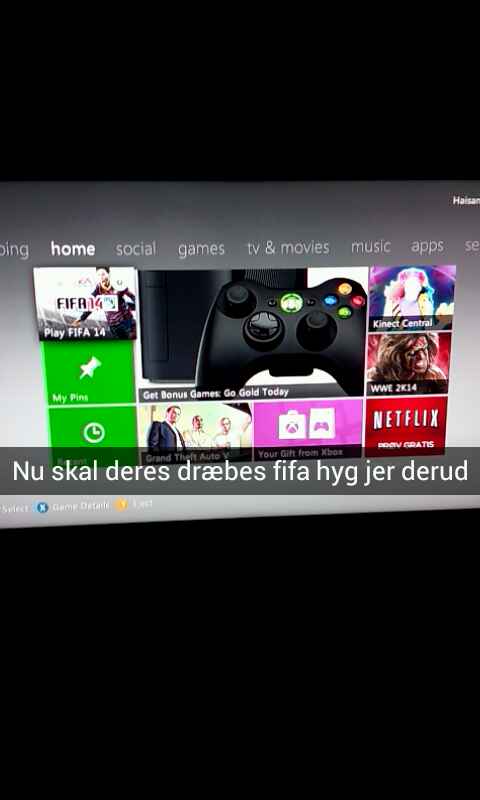 Haisam
ping home social games tv & movies music apps se
FIFA 14
Play FIFA 14
Kinect Central
My Pins
Get Bonus Games: Go Gold Today
WWE 2K14
NETFLIX
PRØV GRATIS
Recent
Grand Theft Auto V
Your Gift from Xbox
Nu skal deres dræbes fifa hyg jer derud
Select X Game Details Y Eject